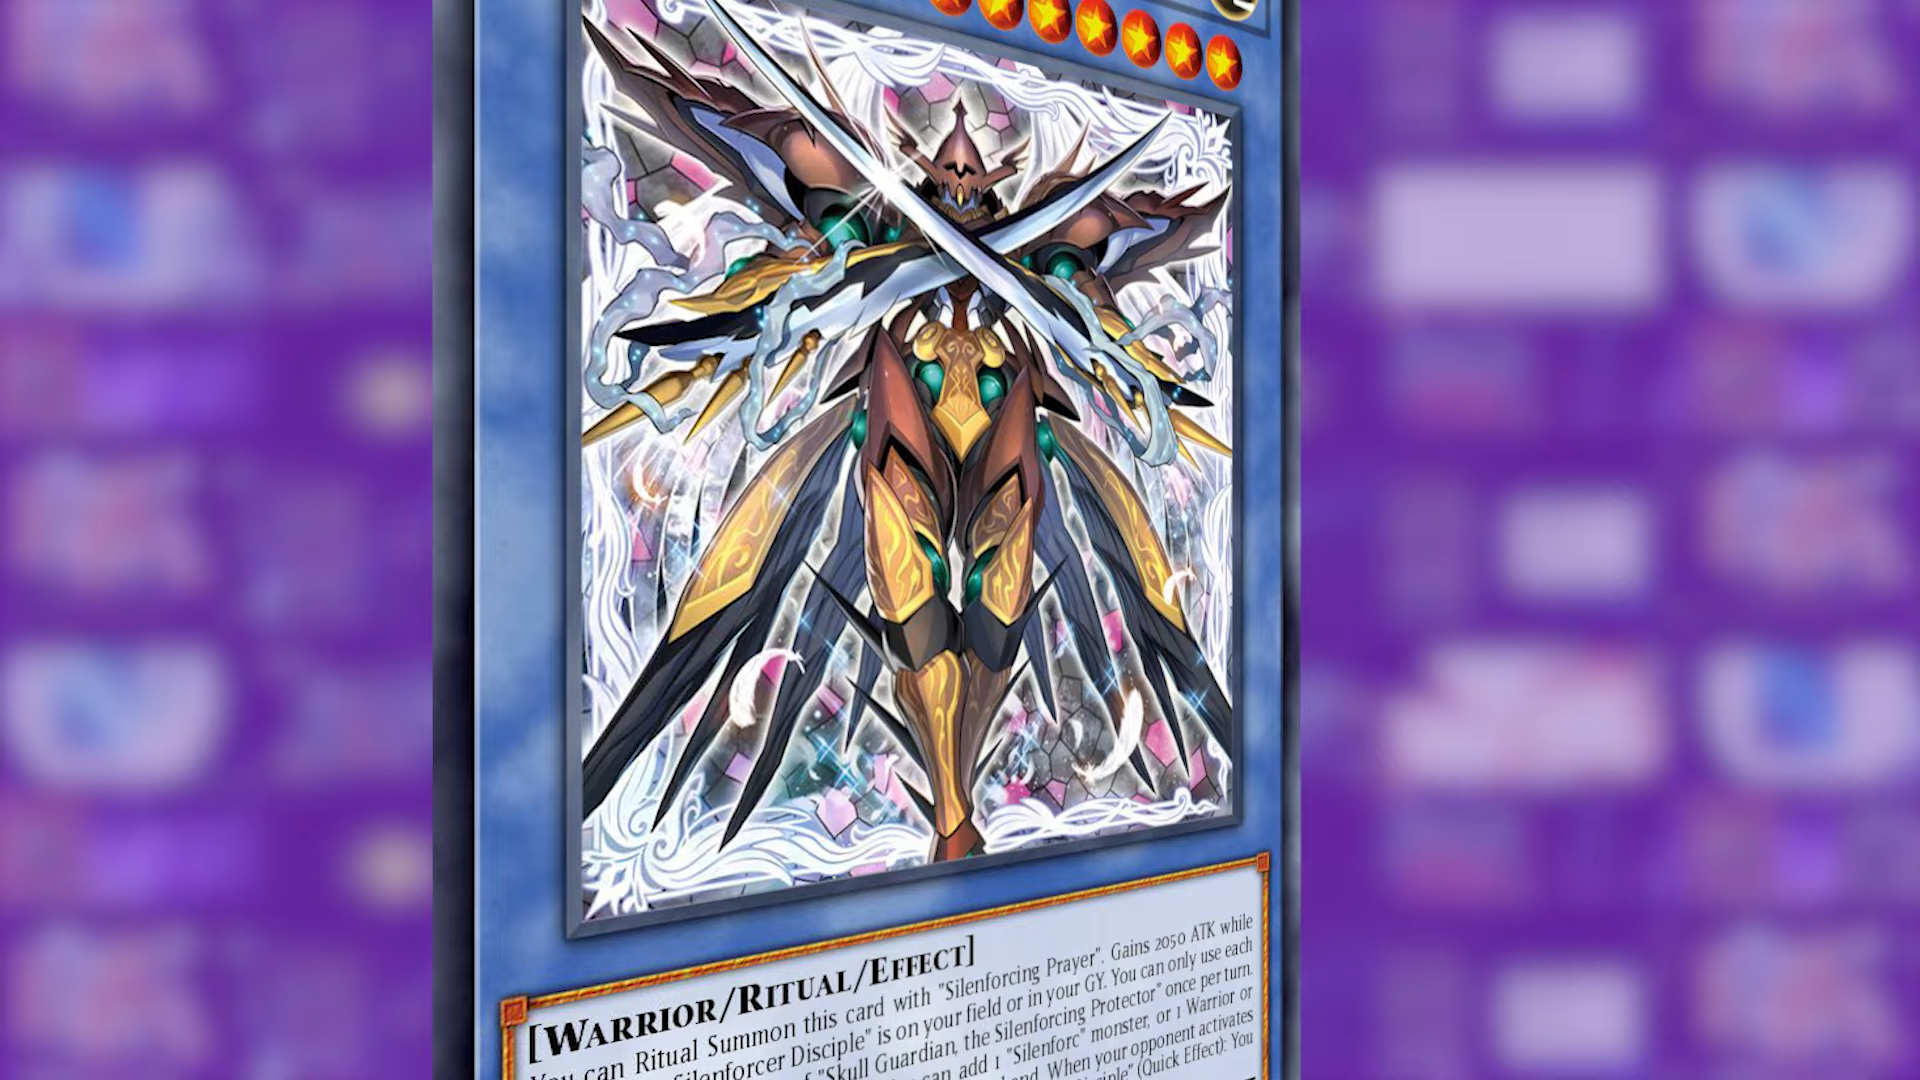 [WARRIOR/RITUAL/EFFECT]
You can Ritual Summon this card with "Silenforcing Prayer". Gains 2050 ATK while
"Silenforcer Disciple" is on your field or in your GY. You can only use each
of "Skull Guardian, the Silenforcing Protector" once per turn.
can add 1 "Silenforc" monster, or 1 Warrior or
When your opponent activates
(Quick Effect): You